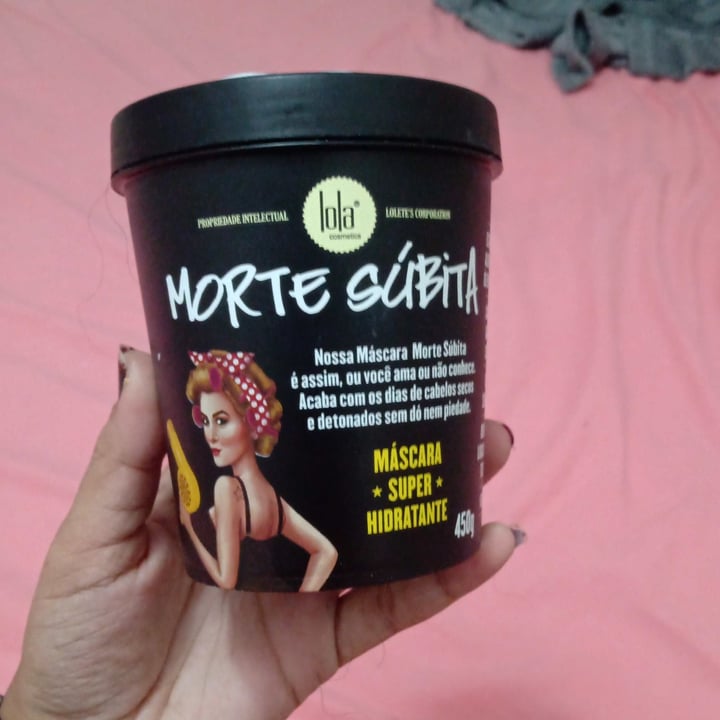 PROPRIEDADE INTELECTUAL
lola®
cosmetics
LOLETE'S CORPORATION
MORTE SÚBITA
Nossa Máscara Morte Súbita
é assim, ou você ama ou não conhece.
Acaba com os dias de cabelos secos
e detonados sem dó nem piedade.
MÁSCARA
★ SUPER ★
HIDRATANTE
450g